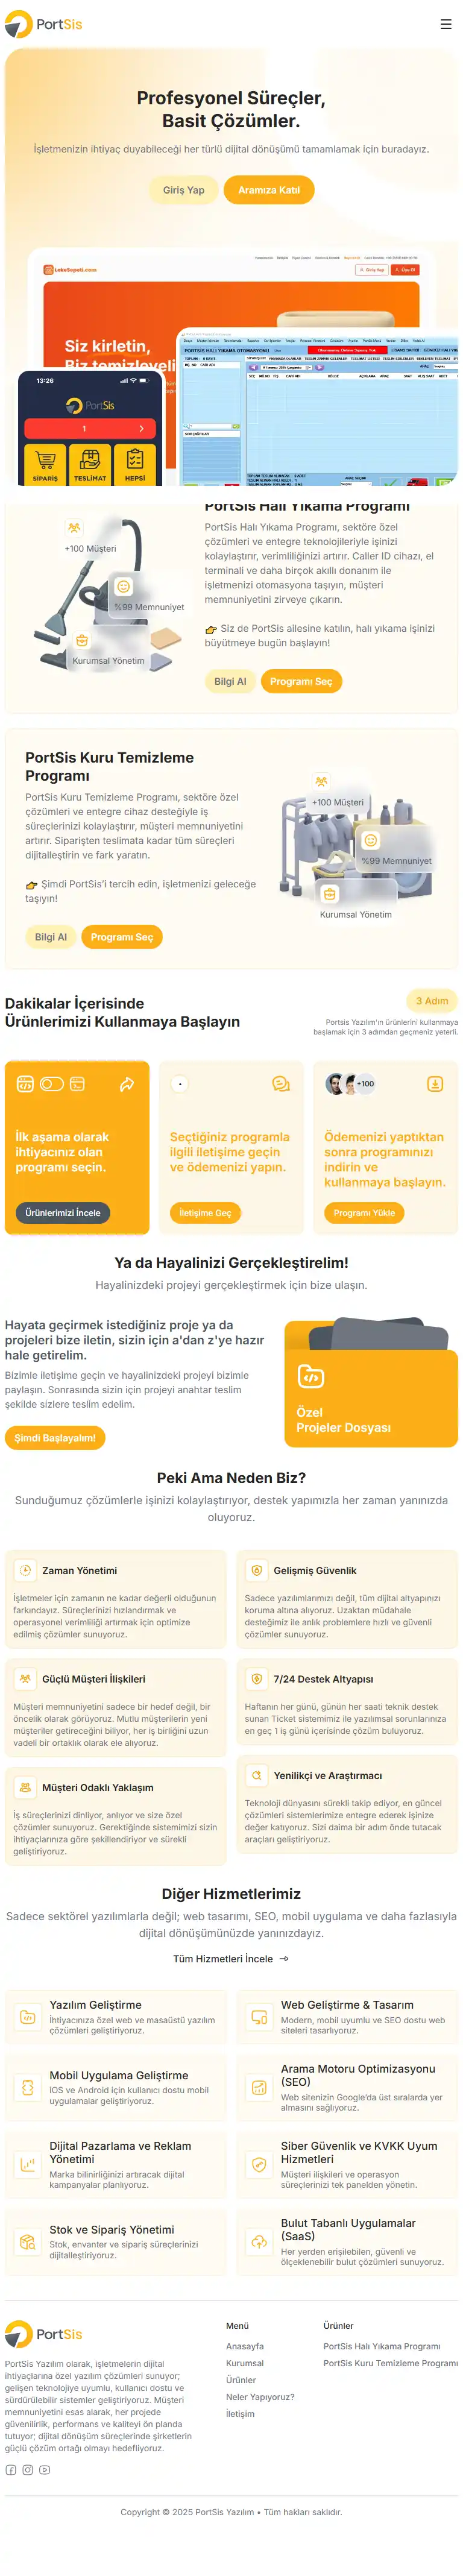 PortSis
Profesyonel Süreçler,
Basit Çözümler.
İşletmenizin ihtiyaç duyabileceği her türlü dijital dönüşümü tamamlamak için buradayız.
Giriş Yap
Aramıza Katıl
LekeSepeti.com
Giriş Yap
Üye Ol
Siz kirletin,
Biz temizleyeli
13:26
PortSis
1
SİPARİŞ
TESLİMAT
HEPSİ
PORTSİS HALI YIKAMA OTOMASYONU
PortSis Halı Yıkama Programı
+100 Müşteri
%99 Memnuniyet
Kurumsal Yönetim
PortSis Halı Yıkama Programı, sektöre özel
çözümleri ve entegre teknolojileriyle işinizi
kolaylaştırır, verimliliğinizi artırır. Caller ID cihazı, el
terminali ve daha birçok akıllı donanım ile
işletmenizi otomasyona taşıyın, müşteri
memnuniyetini zirveye çıkarın.
👉 Siz de PortSis ailesine katılın, halı yıkama işinizi
büyütmeye bugün başlayın!
Bilgi Al
Programı Seç
PortSis Kuru Temizleme
Programı
PortSis Kuru Temizleme Programı, sektöre özel
çözümleri ve entegre cihaz desteğiyle iş
süreçlerinizi kolaylaştırır, müşteri memnuniyetini
artırır. Siparişten teslimata kadar tüm süreçleri
dijitalleştirin ve fark yaratın.
👉 Şimdi PortSis'i tercih edin, işletmenizi geleceğe
taşıyın!
Bilgi Al
Programı Seç
+100 Müşteri
%99 Memnuniyet
Kurumsal Yönetim
Dakikalar İçerisinde
Ürünlerimizi Kullanmaya Başlayın
3 Adım
Portsis Yazılım'ın ürünlerini kullanmaya
başlamak için 3 adımdan geçmeniz yeterli.
İlk aşama olarak
ihtiyacınız olan
programı seçin.
Ürünlerimizi İncele
Seçtiğiniz programla
ilgili iletişime geçin
ve ödemenizi yapın.
İletişime Geç
+100
Ödemenizi yaptıktan
sonra programınızı
indirin ve
kullanmaya başlayın.
Programı Yükle
Ya da Hayalinizi Gerçekleştirelim!
Hayalinizdeki projeyi gerçekleştirmek için bize ulaşın.
Hayata geçirmek istediğiniz proje ya da
projeleri bize iletin, sizin için a'dan z'ye hazır
hale getirelim.
Bizimle iletişime geçin ve hayalinizdeki projeyi bizimle
paylaşın. Sonrasında sizin için projeyi anahtar teslim
şekilde sizlere teslim edelim.
Şimdi Başlayalım!
Özel
Projeler Dosyası
Peki Ama Neden Biz?
Sunduğumuz çözümlerle işinizi kolaylaştırıyor, destek yapımızla her zaman yanınızda
oluyoruz.
Zaman Yönetimi
İşletmeler için zamanın ne kadar değerli olduğunun
farkındayız. Süreçlerinizi hızlandırmak ve
operasyonel verimliliği artırmak için optimize
edilmiş çözümler sunuyoruz.
Gelişmiş Güvenlik
Sadece yazılımlarımızı değil, tüm dijital altyapınızı
koruma altına alıyoruz. Uzaktan müdahale
desteğimiz ile anlık problemlere hızlı ve güvenli
çözümler sunuyoruz.
Güçlü Müşteri İlişkileri
Müşteri memnuniyetini sadece bir hedef değil, bir
öncelik olarak görüyoruz. Mutlu müşterilerin yeni
müşteriler getireceğini biliyor, her iş birliğini uzun
vadeli bir ortaklık olarak ele alıyoruz.
7/24 Destek Altyapısı
Haftanın her günü, günün her saati teknik destek
sunan Ticket sistemimiz ile yazılımsal sorunlarınıza
en geç 1 iş günü içerisinde çözüm buluyoruz.
Müşteri Odaklı Yaklaşım
İş süreçlerinizi dinliyor, anlıyor ve size özel
çözümler sunuyoruz. Gerektiğinde sistemimizi sizin
ihtiyaçlarınıza göre şekillendiriyor ve sürekli
geliştiriyoruz.
Yenilikçi ve Araştırmacı
Teknoloji dünyasını sürekli takip ediyor, en güncel
çözümleri sistemlerimize entegre ederek işinize
değer katıyoruz. Sizi daima bir adım önde tutacak
araçları geliştiriyoruz.
Diğer Hizmetlerimiz
Sadece sektörel yazılımlarla değil; web tasarımı, SEO, mobil uygulama ve daha fazlasıyla
dijital dönüşümünüzde yanınızdayız.
Tüm Hizmetleri İncele
Yazılım Geliştirme
İhtiyacınıza özel web ve masaüstü yazılım
çözümleri geliştiriyoruz.
Web Geliştirme & Tasarım
Modern, mobil uyumlu ve SEO dostu web
siteleri tasarlıyoruz.
Mobil Uygulama Geliştirme
iOS ve Android için kullanıcı dostu mobil
uygulamalar geliştiriyoruz.
Arama Motoru Optimizasyonu
(SEO)
Web sitenizin Google'da üst sıralarda yer
almasını sağlıyoruz.
Dijital Pazarlama ve Reklam
Yönetimi
Marka bilinirliğinizi artıracak dijital
kampanyalar planlıyoruz.
Siber Güvenlik ve KVKK Uyum
Hizmetleri
Müşteri ilişkileri ve operasyon
süreçlerinizi tek panelden yönetin.
Stok ve Sipariş Yönetimi
Stok, envanter ve sipariş süreçlerinizi
dijitalleştiriyoruz.
Bulut Tabanlı Uygulamalar
(SaaS)
Her yerden erişilebilen, güvenli ve
ölçeklenebilir bulut çözümleri sunuyoruz.
PortSis
PortSis Yazılım olarak, işletmelerin dijital
ihtiyaçlarına özel yazılım çözümleri sunuyor;
gelişen teknolojiye uyumlu, kullanıcı dostu ve
sürdürülebilir sistemler geliştiriyoruz. Müşteri
memnuniyetini esas alarak, her projede
güvenilirlik, performans ve kaliteyi ön planda
tutuyor; dijital dönüşüm süreçlerinde şirketlerin
güçlü çözüm ortağı olmayı hedefliyoruz.
Menü
Anasayfa
Kurumsal
Ürünler
Neler Yapıyoruz?
İletişim
Ürünler
PortSis Halı Yıkama Programı
PortSis Kuru Temizleme Programı
Copyright © 2025 PortSis Yazılım • Tüm hakları saklıdır.